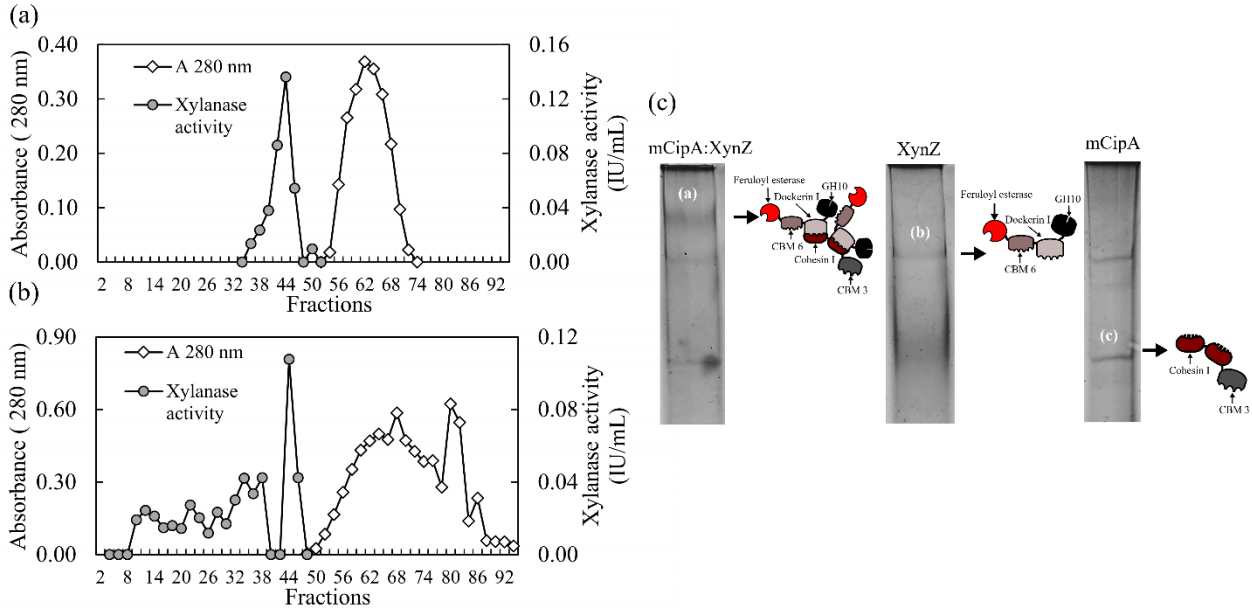 (a)
Absorbance ( 280 nm)
0.40
0.30
0.20
0.10
0.00
A 280 nm
Xylanase
activity
0.16
0.12
0.08
0.04
0.00
Xylanase activity
(IU/mL)
2 8 14 20 26 32 38 44 50 56 62 68 74 80 86 92
Fractions
(b)
Absorbance ( 280 nm)
0.90
0.60
0.30
0.00
A 280 nm
Xylanase
activity
0.12
0.08
0.04
0.00
Xylanase activity
(IU/mL)
2 8 14 20 26 32 38 44 50 56 62 68 74 80 86 92
Fractions
(c)
mCipA:XynZ
(a)
Feruloyl esterase
Dockerin I
GH10
CBM 6
Cohesin I
CBM 3
XynZ
(b)
Feruloyl esterase
Dockerin I
GH10
CBM 6
mCipA
(c)
Cohesin I
CBM 3